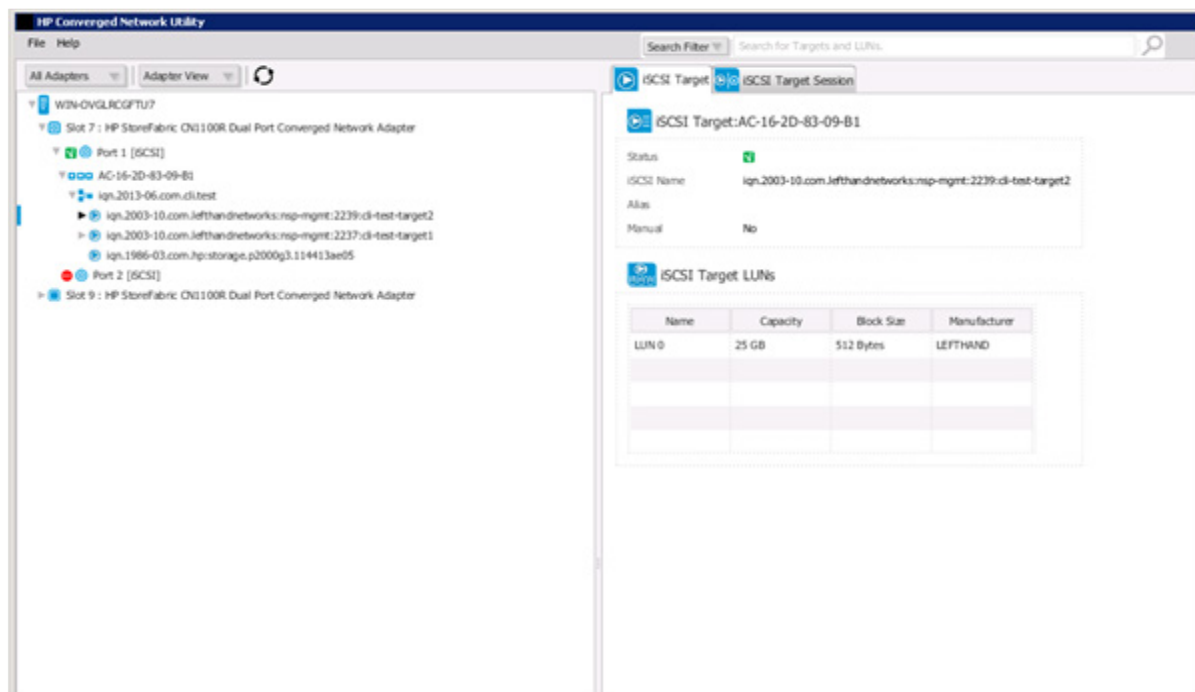 HP Converged Network Utility
File Help
Search Filter Search for Targets and LUNs.
All Adapters Adapter View
WIN-OVGLRCGFTU7
Slot 7 : HP StoreFabric CN1100R Dual Port Converged Network Adapter
Port 1 [iSCSI]
AC-16-2D-83-09-B1
iqn.2013-06.com.cli.test
iqn.2003-10.com.lefthandnetworks:nsp-mgmt:2239:cli-test-target2
iqn.2003-10.com.lefthandnetworks:nsp-mgmt:2237:cli-test-target1
iqn.1986-03.com.hp:storage.p2000g3.114413ae05
Port 2 [iSCSI]
Slot 9 : HP StoreFabric CN1100R Dual Port Converged Network Adapter
iSCSI Target iSCSI Target Session
iSCSI Target:AC-16-2D-83-09-B1
Status
iSCSI Name iqn.2003-10.com.lefthandnetworks:nsp-mgmt:2239:cli-test-target2
Alias
Manual No
iSCSI Target LUNs
Name Capacity Block Size Manufacturer
LUN 0 25 GB 512 Bytes LEFTHAND